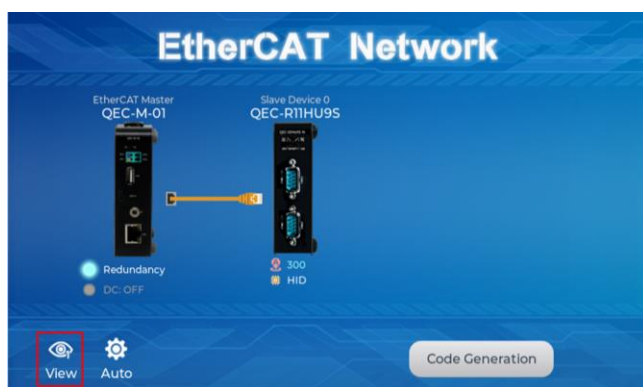 EtherCAT Network
EtherCAT Master
QEC-M-01
Slave Device 0
QEC-R11HU9S
Redundancy
DC: OFF
300
HID
View
Auto
Code Generation